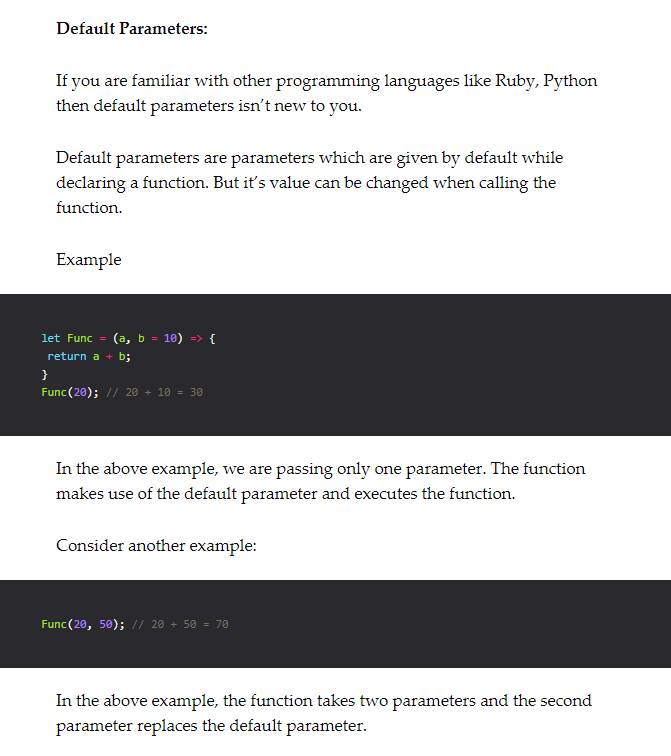 Default Parameters:
If you are familiar with other programming languages like Ruby, Python
then default parameters isn’t new to you.
Default parameters are parameters which are given by default while
declaring a function. But it’s value can be changed when calling the
function.
Example
let Func = (a, b = 10) => {
 return a + b;
}
Func(20); // 20 + 10 = 30
In the above example, we are passing only one parameter. The function
makes use of the default parameter and executes the function.
Consider another example:
Func(20, 50); // 20 + 50 = 70
In the above example, the function takes two parameters and the second
parameter replaces the default parameter.